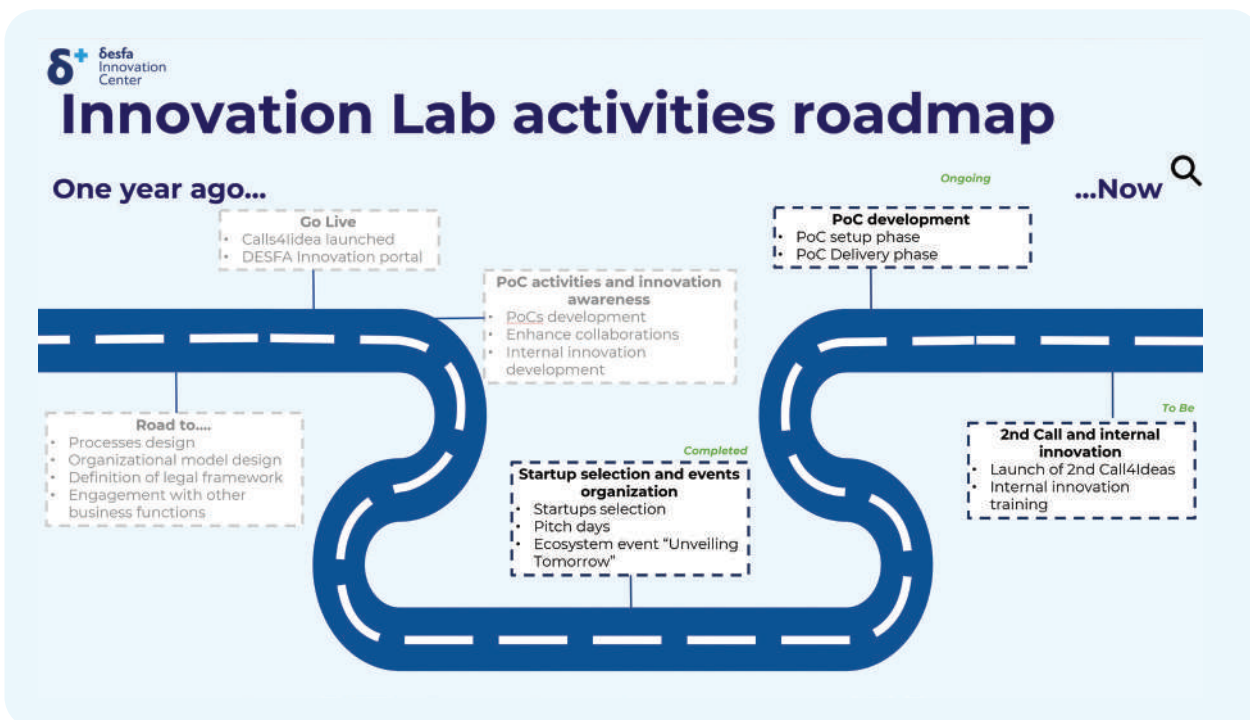 δ+ δesfa
Innovation
Center
Innovation Lab activities roadmap
One year ago...
...Now
Go Live
• Calls4Iidea launched
• DESFA Innovation portal
PoC activities and innovation
awareness
• PoCs development
• Enhance collaborations
• Internal innovation
development
Road to....
• Processes design
• Organizational model design
• Definition of legal framework
• Engagement with other
business functions
Completed
Startup selection and events
organization
• Startups selection
• Pitch days
• Ecosystem event “Unveiling
Tomorrow”
Ongoing
PoC development
• PoC setup phase
• PoC Delivery phase
To Be
2nd Call and internal
innovation
• Launch of 2nd Call4Ideas
• Internal innovation
training